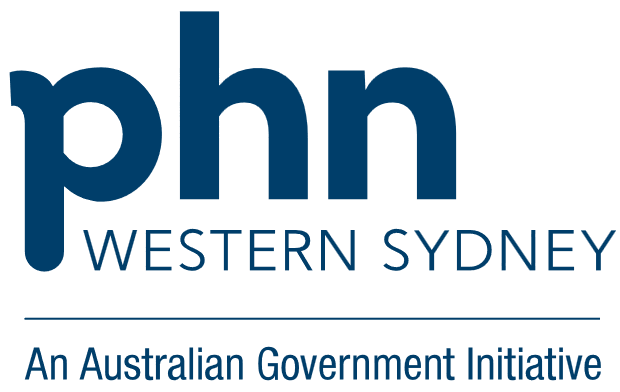 phn
WESTERN SYDNEY
An Australian Government Initiative